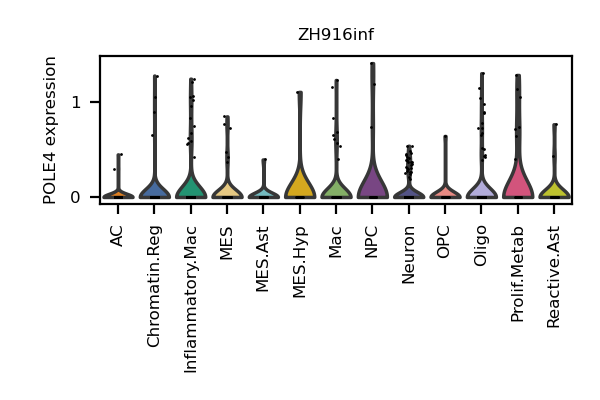 ZH916inf
POLE4 expression
1
0
AC
Chromatin.Reg
Inflammatory.Mac
MES
MES.Ast
MES.Hyp
Mac
NPC
Neuron
OPC
Oligo
Prolif.Metab
Reactive.Ast